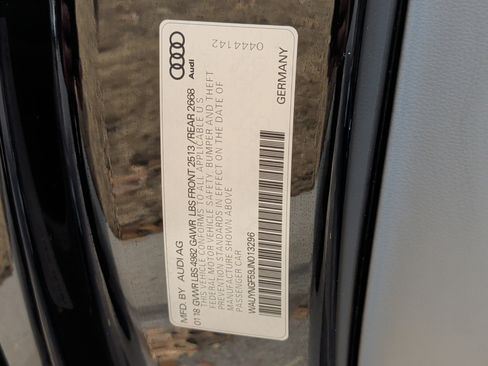 Audi
0444142
MFD. BY AUDI AG
GERMANY
01 18 GVWR LBS 4982 GAWR LBS FRONT 2513 /REAR 2668
THIS VEHICLE CONFORMS TO ALL APPLICABLE U S
FEDERAL MOTOR VEHICLE SAFETY, BUMPER AND THEFT
PREVENTION STANDARDS IN EFFECT ON THE DATE OF
MANUFACTURE SHOWN ABOVE
PASSENGER CAR
WAUYNGF59JN013296